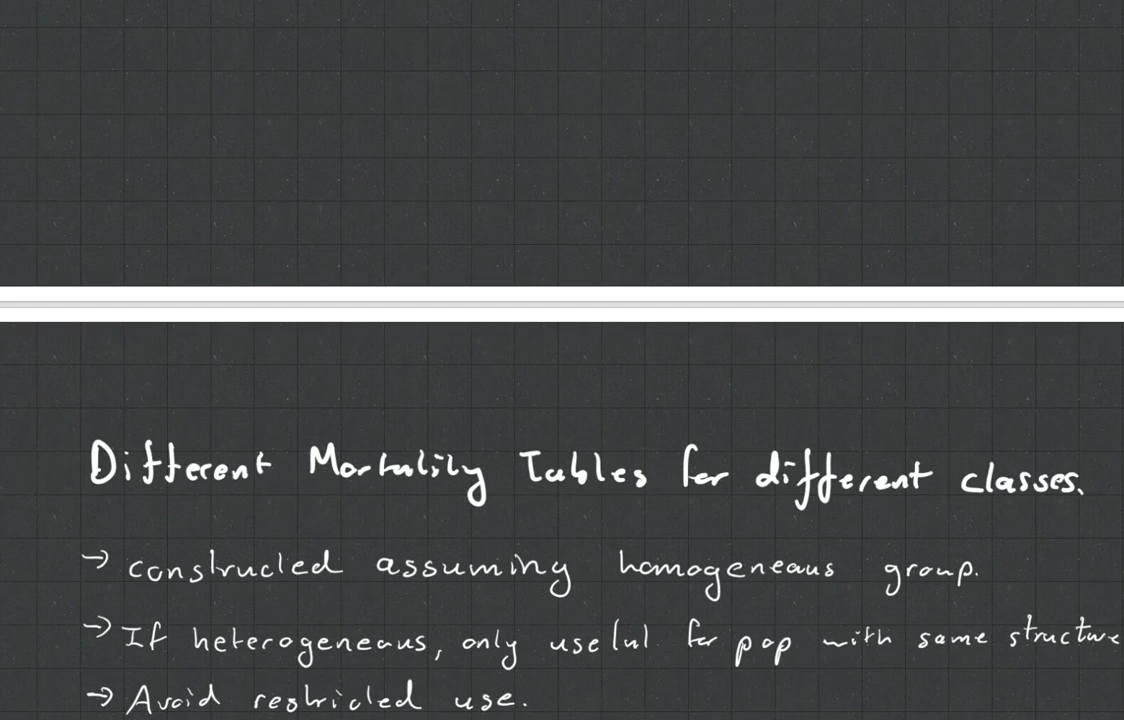 Different Mortality Tables for different classes.
→ constructed assuming homogeneous group.
→ If heterogeneous, only useful for pop with same structure
→ Avoid restricted use.